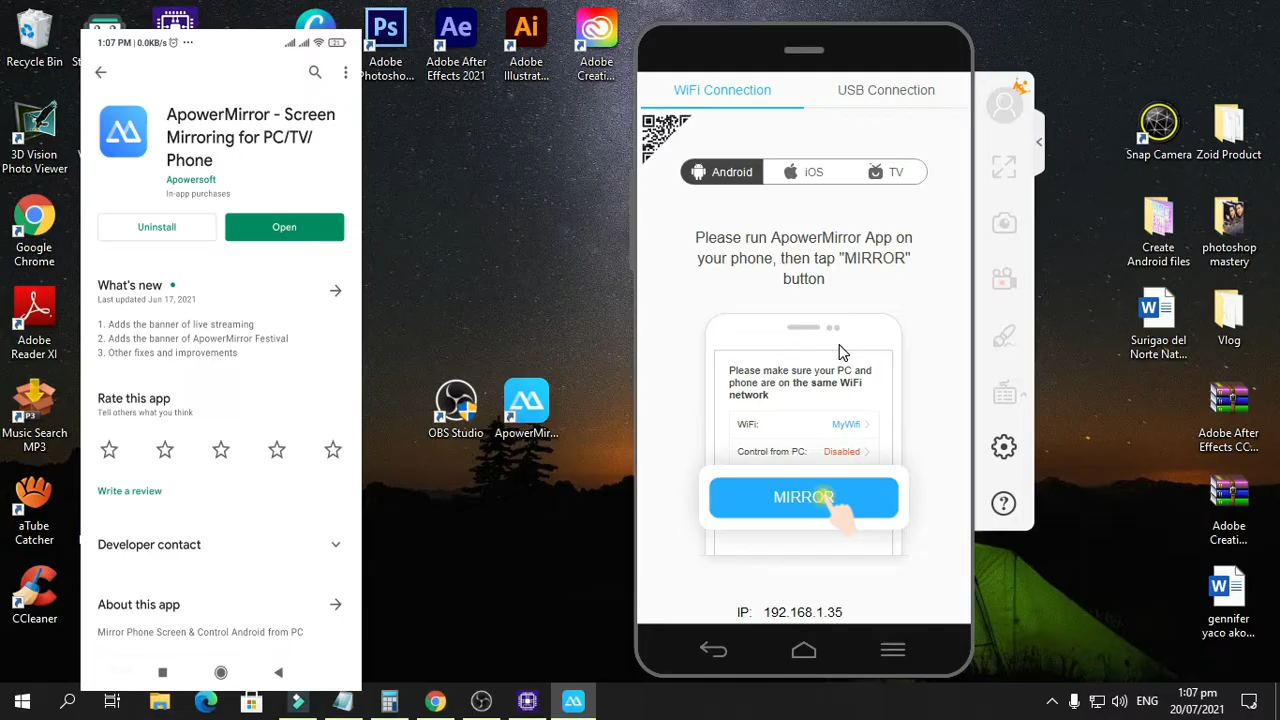 Recycle Bin
3D Vision
Photo Viewer
Google
Chrome
Adobe
Reader XI
Music Search
aTube
Catcher
CCleaner
1:07 PM | 0.0KB/s
21
ApowerMirror - Screen
Mirroring for PC/TV/
Phone
Apowersoft
In-app purchases
Uninstall
Open
What's new
Last updated Jun 17, 2021
1. Adds the banner of live streaming
2. Adds the banner of ApowerMirror Festival
3. Other fixes and improvements
Rate this app
Tell others what you think
Write a review
Developer contact
About this app
Mirror Phone Screen & Control Android from PC
Ps
Adobe
Photosho...
Ae
Adobe After
Effects 2021
Ai
Adobe
Illustrat...
Adobe
Creati...
OBS Studio
ApowerMir...
WiFi Connection
USB Connection
Android
iOS
TV
Please run ApowerMirror App on
your phone, then tap "MIRROR"
button
Please make sure your PC and
phone are on the same WiFi
network
WiFi:
MyWifi
Control from PC:
Disabled
MIRROR
IP: 192.168.1.35
Snap Camera
Zoid Product
Create
Android files
photoshop
mastery
Surigao del
Norte Nat...
Vlog
Adobe After
Effects CC...
Adobe
Creati...
gennifer
yaco ako...
ENG
1:07 pm
20/07/2021